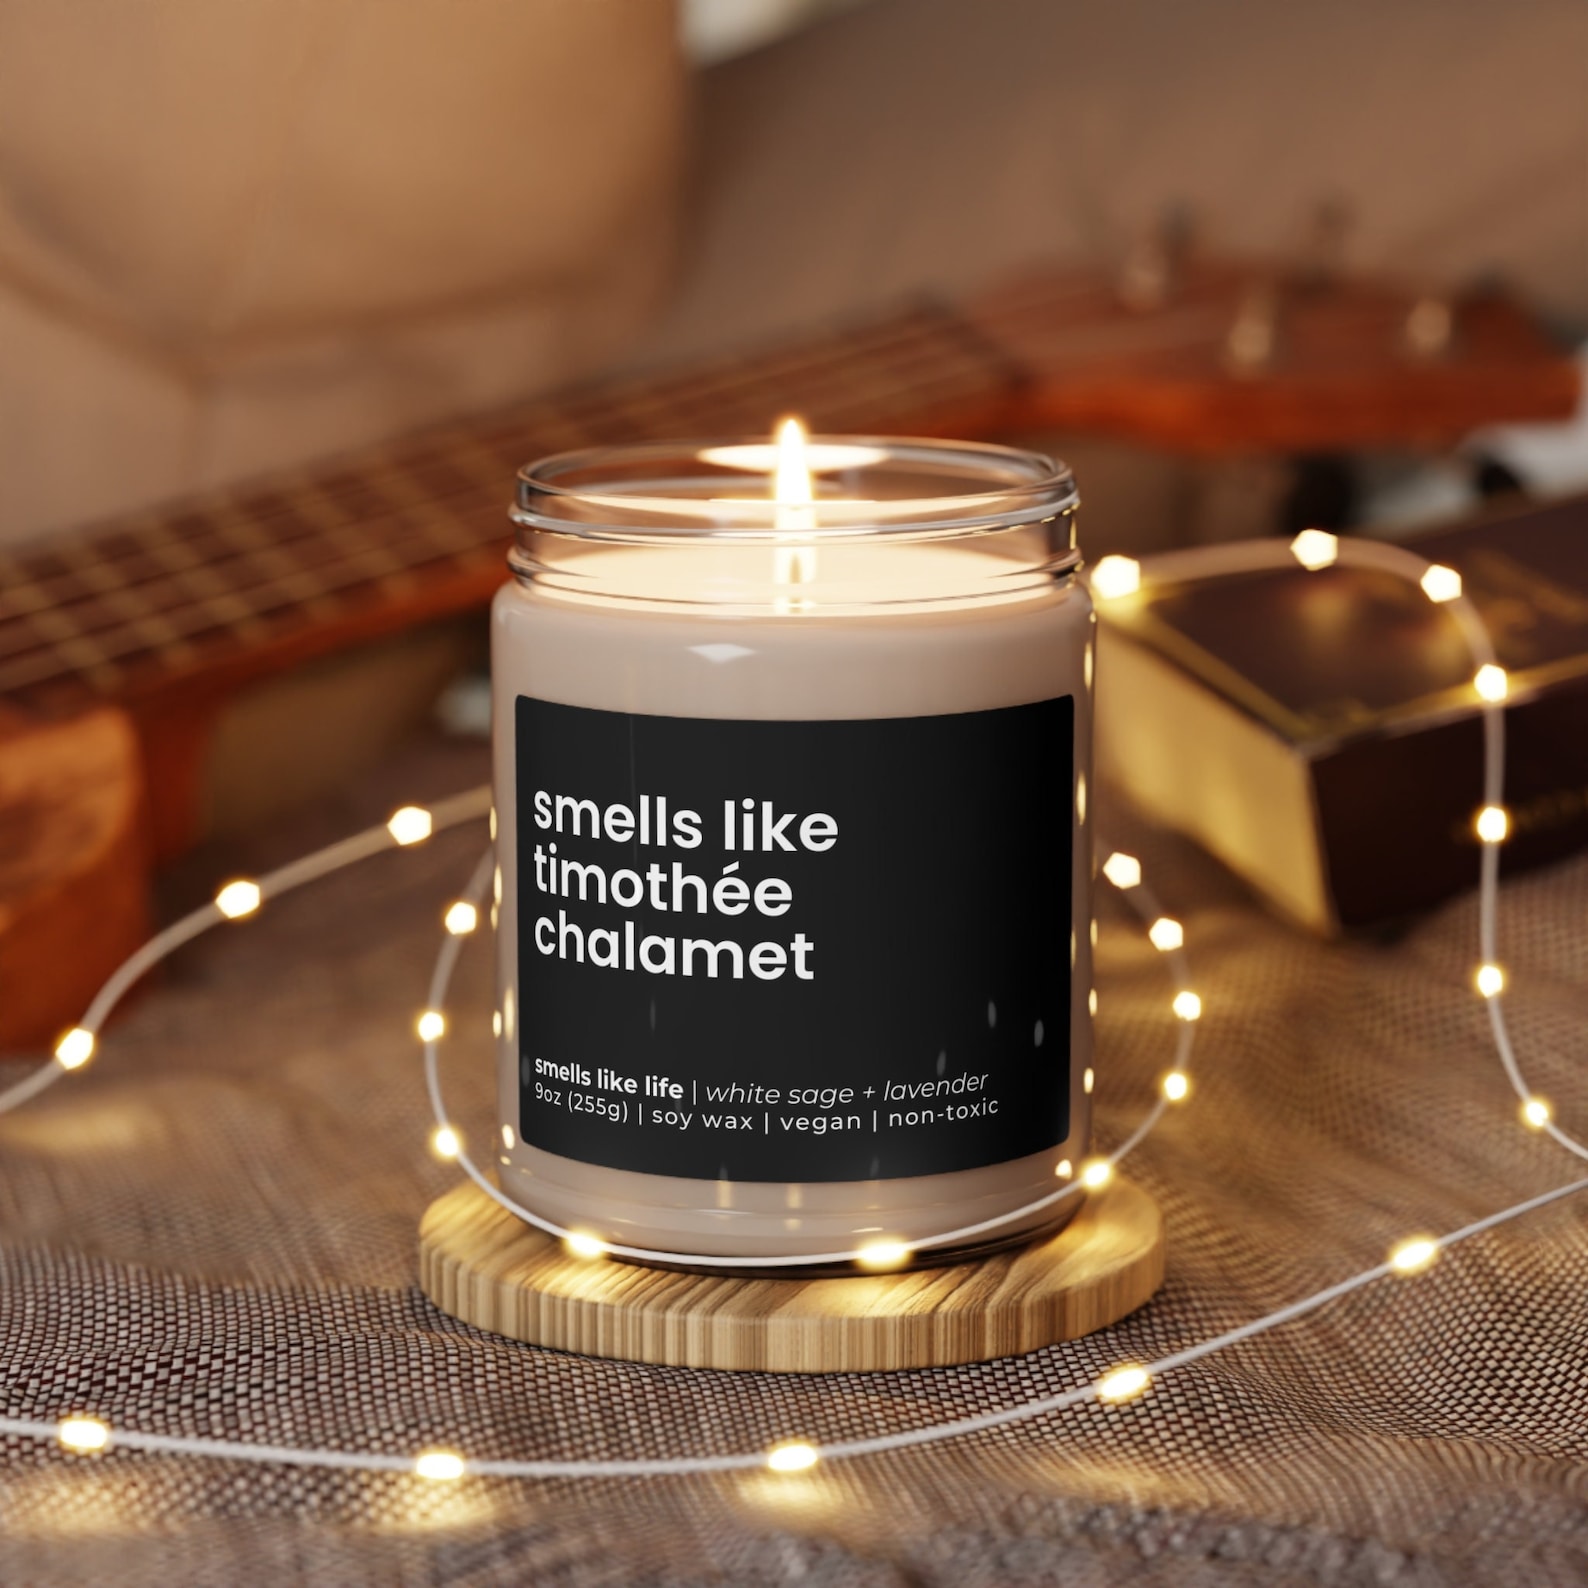 smells like
timothée
chalamet
smells like life | white sage + lavender
9oz (255g) | soy wax | vegan | non-toxic